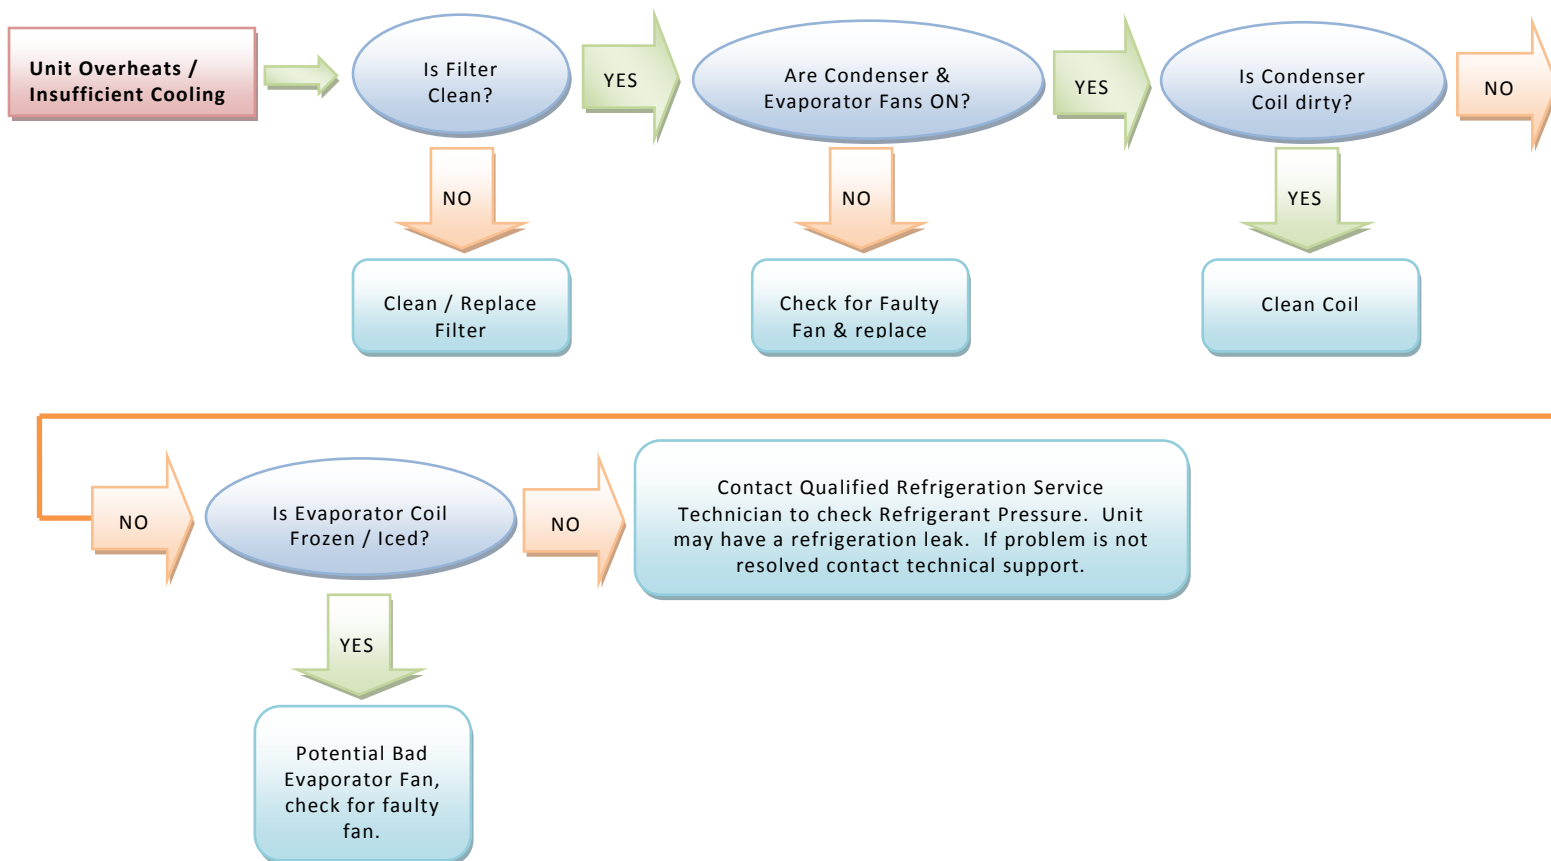 Unit Overheats /
Insufficient Cooling
Is Filter
Clean?
YES
Are Condenser &
Evaporator Fans ON?
YES
Is Condenser
Coil dirty?
NO
NO
NO
YES
Clean / Replace
Filter
Check for Faulty
Fan & replace
Clean Coil
NO
Is Evaporator Coil
Frozen / Iced?
NO
Contact Qualified Refrigeration Service
Technician to check Refrigerant Pressure. Unit
may have a refrigeration leak. If problem is not
resolved contact technical support.
YES
Potential Bad
Evaporator Fan,
check for faulty
fan.